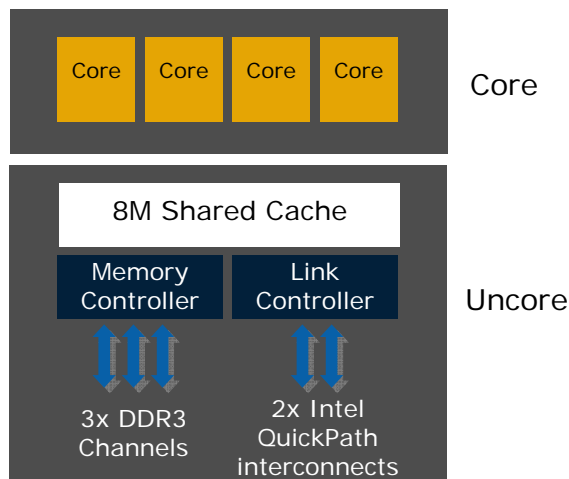 Core Core Core Core
Core
8M Shared Cache
Memory
Controller
Link
Controller
Uncore
3x DDR3
Channels
2x Intel
QuickPath
interconnects